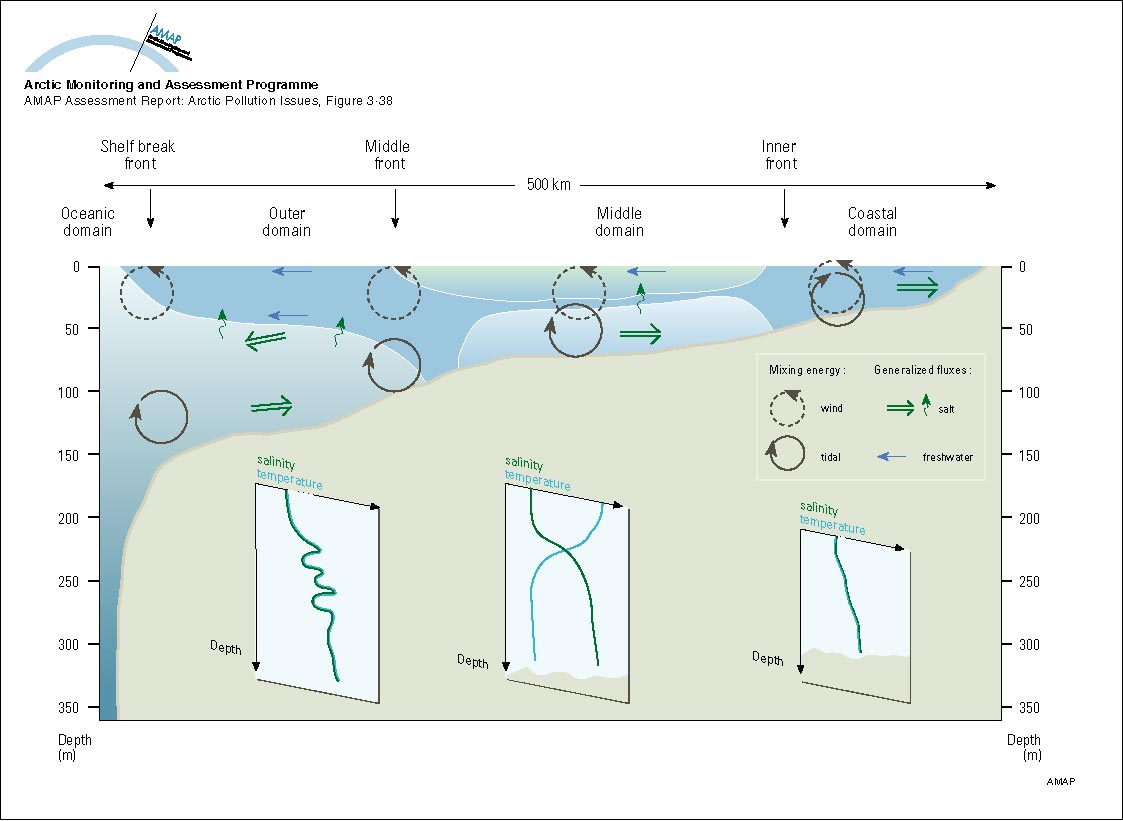 AMAP
Arctic Monitoring and Assessment Programme
AMAP Assessment Report: Arctic Pollution Issues, Figure 3-38
Shelf break
front
Middle
front
Inner
front
500 km
Oceanic
domain
Outer
domain
Middle
domain
Coastal
domain
0
50
100
150
200
250
300
350
Depth
(m)
0
50
100
150
200
250
300
350
Depth
(m)
Mixing energy :
wind
tidal
Generalized fluxes :
salt
freshwater
salinity
temperature
Depth
salinity
temperature
Depth
salinity
temperature
Depth
AMAP